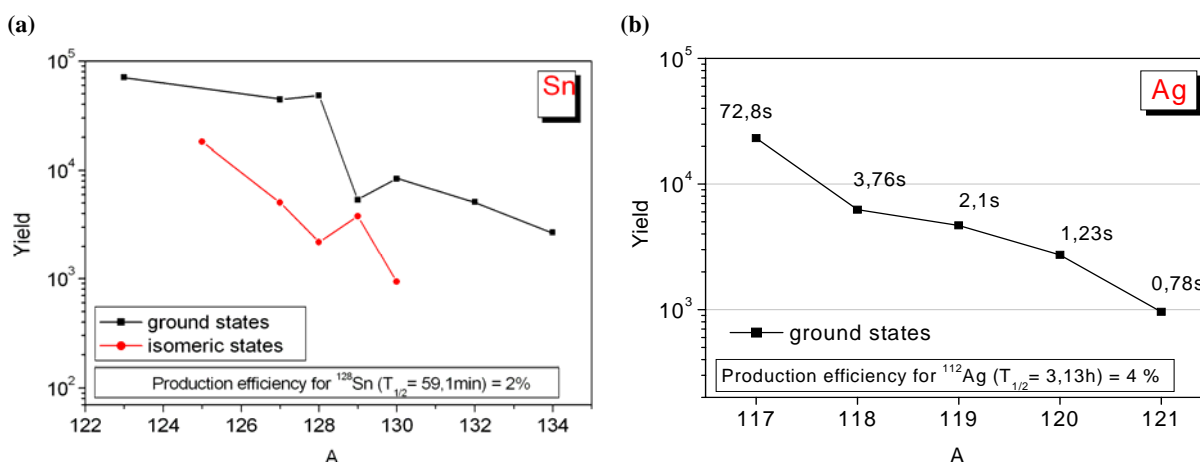 (a)
Sn
Yield
10^5
10^4
10^3
10^2
ground states
isomeric states
Production efficiency for ^128Sn (T_1/2= 59,1min) = 2%
122 124 126 128 130 132 134
A
(b)
Ag
Yield
10^5
10^4
10^3
72,8s
3,76s
2,1s
1,23s
0,78s
ground states
Production efficiency for ^112Ag (T_1/2= 3,13h) = 4 %
117 118 119 120 121
A